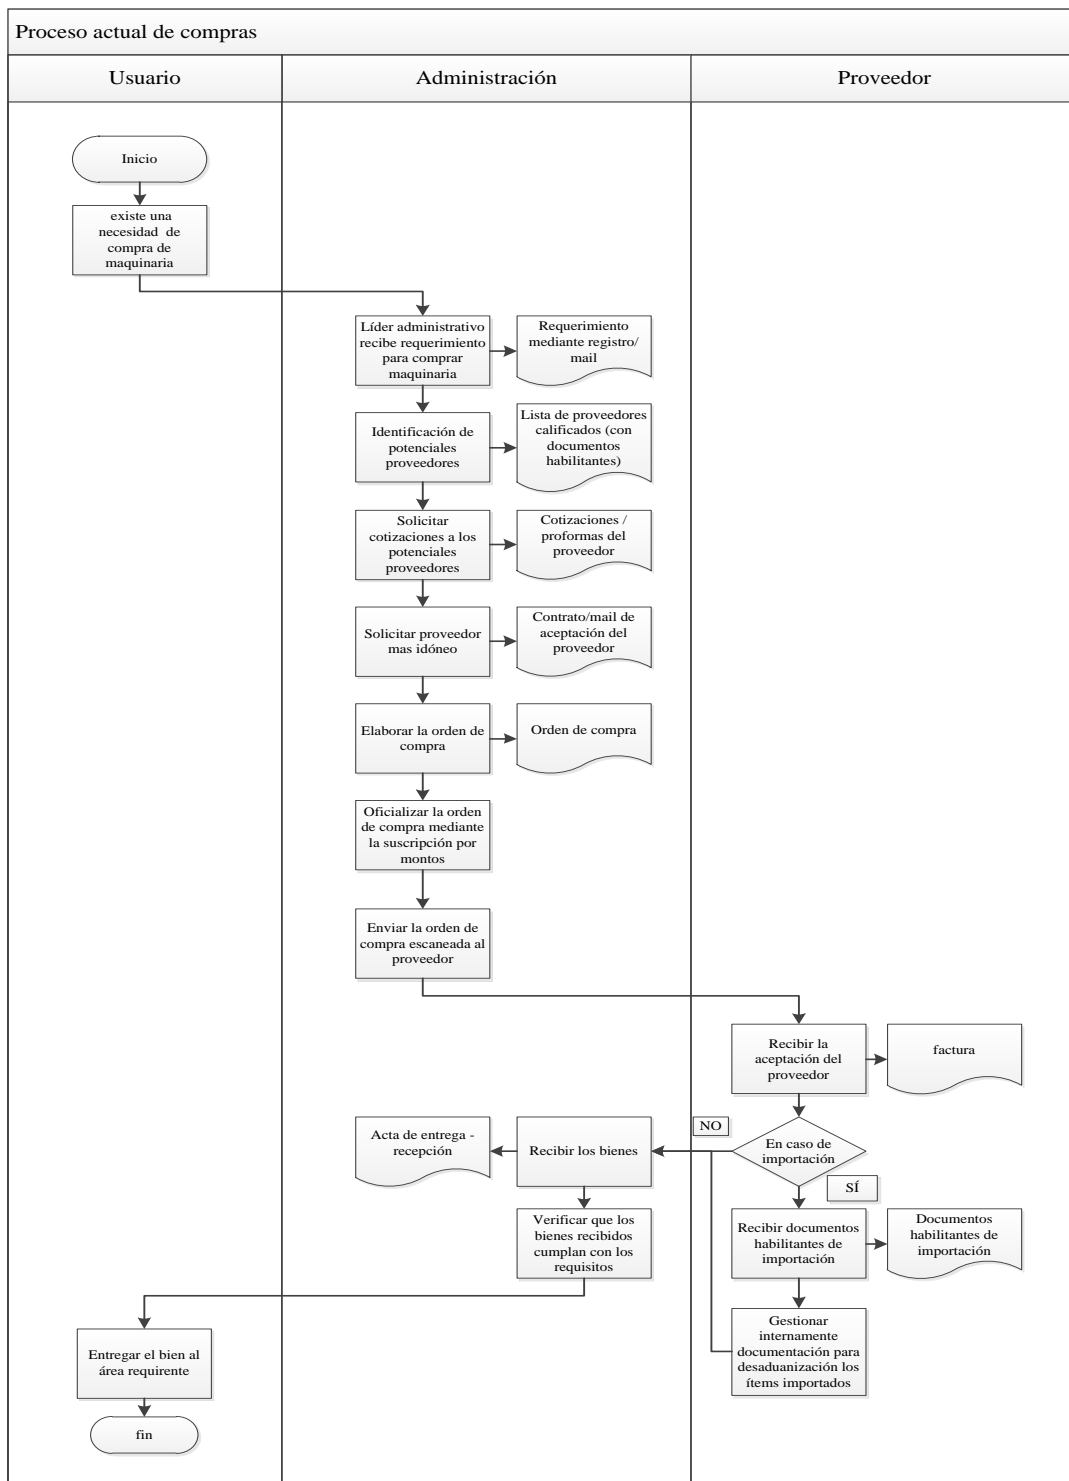 Proceso actual de compras
Usuario
Administración
Proveedor
Inicio
existe una
necesidad de
compra de
maquinaria
Líder administrativo
recibe requerimiento
para comprar
maquinaria
Requerimiento
mediante registro/
mail
Identificación de
potenciales
proveedores
Lista de proveedores
calificados (con
documentos
habilitantes)
Solicitar
cotizaciones a los
potenciales
proveedores
Cotizaciones /
proformas del
proveedor
Solicitar proveedor
mas idóneo
Contrato/mail de
aceptación del
proveedor
Elaborar la orden de
compra
Orden de compra
Oficializar la orden
de compra mediante
la suscripción por
montos
Enviar la orden de
compra escaneada al
proveedor
Recibir la
aceptación del
proveedor
factura
En caso de
importación
NO
SÍ
Recibir los bienes
Acta de entrega -
recepción
Verificar que los
bienes recibidos
cumplan con los
requisitos
Recibir documentos
habilitantes de
importación
Documentos
habilitantes de
importación
Gestionar
internamente
documentación para
desaduanización los
ítems importados
Entregar el bien al
área requirente
fin